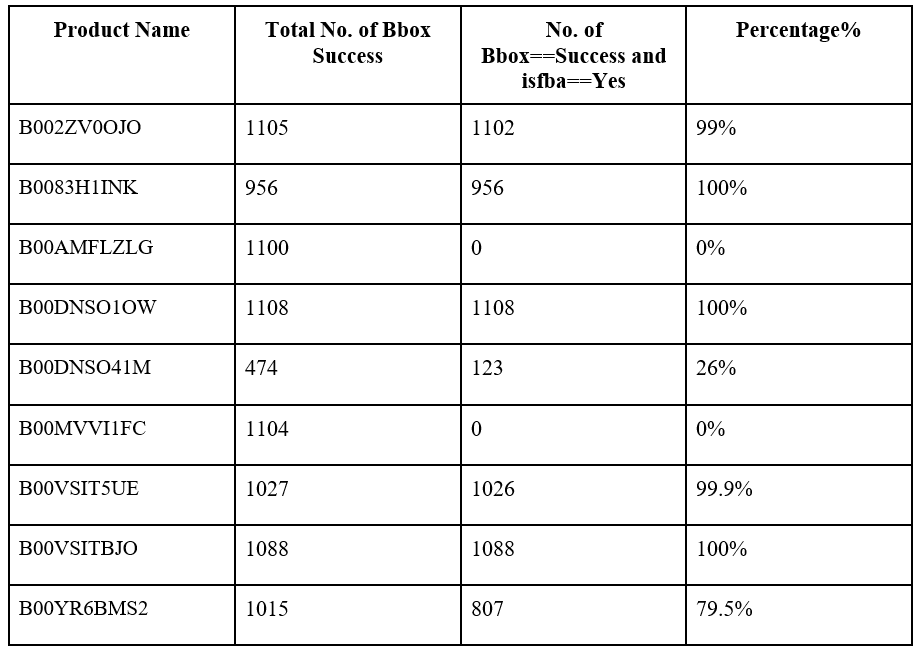 Product Name
Total No. of Bbox
Success
No. of
Bbox==Success and
isfba==Yes
Percentage%
B002ZV0OJO 1105 1102 99%
B0083H1INK 956 956 100%
B00AMFLZLG 1100 0 0%
B00DNSO1OW 1108 1108 100%
B00DNSO41M 474 123 26%
B00MVVI1FC 1104 0 0%
B00VSIT5UE 1027 1026 99.9%
B00VSITBJO 1088 1088 100%
B00YR6BMS2 1015 807 79.5%